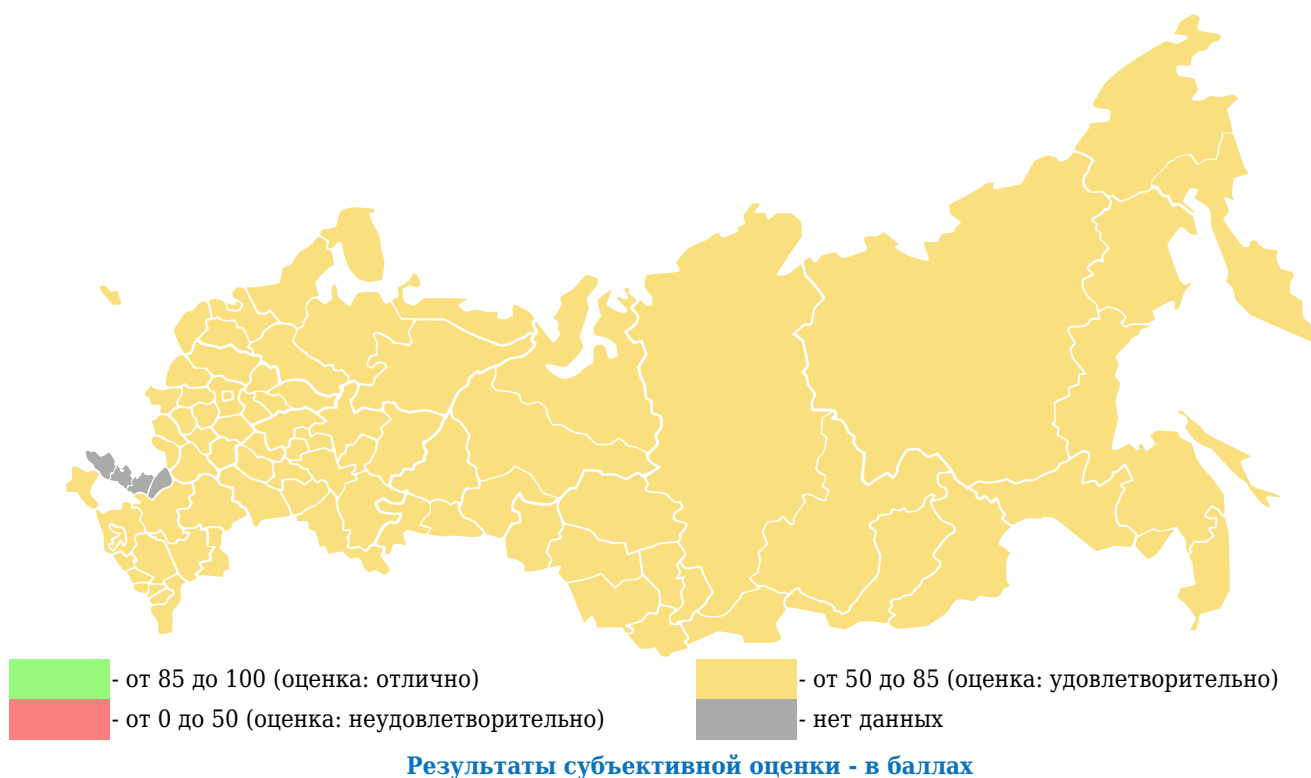 - от 85 до 100 (оценка: отлично)
- от 50 до 85 (оценка: удовлетворительно)
- от 0 до 50 (оценка: неудовлетворительно)
- нет данных
Результаты субъективной оценки - в баллах